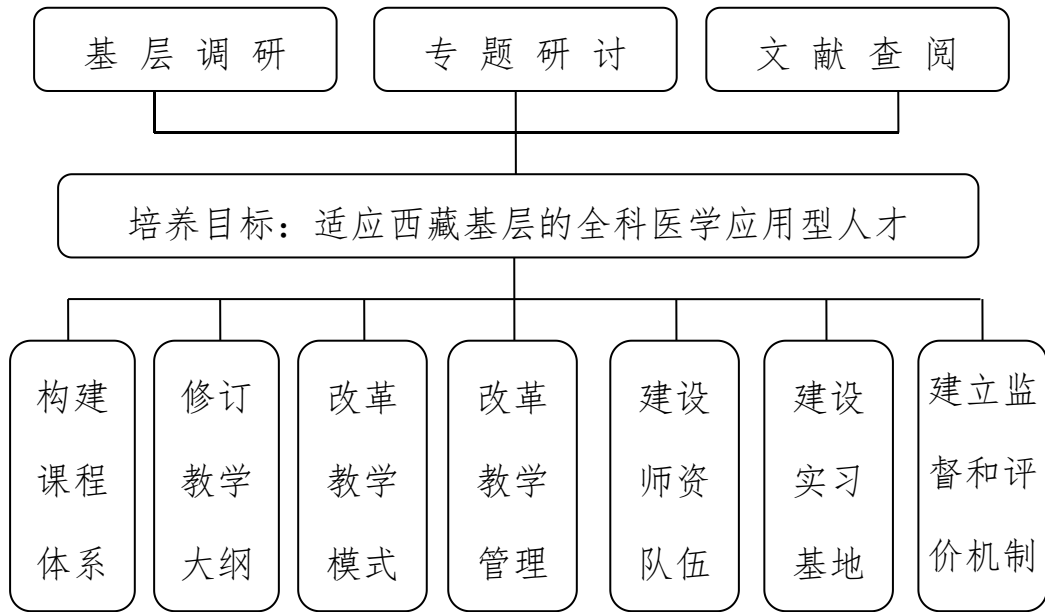 基层调研
专题研讨
文献查阅
培养目标：适应西藏基层的全科医学应用型人才
构建
课程
体系
修订
教学
大纲
改革
教学
模式
改革
教学
管理
建设
师资
队伍
建设
实习
基地
建立监
督和评
价机制